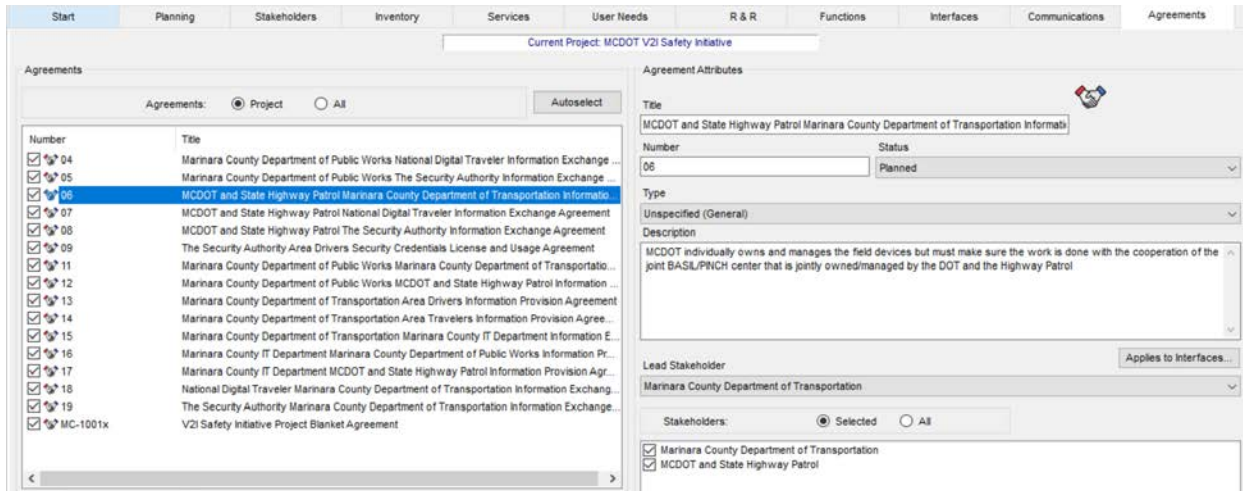 Start Planning Stakeholders Inventory Services User Needs R & R Functions Interfaces Communications Agreements
Current Project: MCDOT V2I Safety Initiative
Agreements
Agreements: Project All Autoselect
Number Title
04 Marinara County Department of Public Works National Digital Traveler Information Exchange ...
05 Marinara County Department of Public Works The Security Authority Information Exchange ...
06 MCDOT and State Highway Patrol Marinara County Department of Transportation Informatio...
07 MCDOT and State Highway Patrol National Digital Traveler Information Exchange Agreement
08 MCDOT and State Highway Patrol The Security Authority Information Exchange Agreement
09 The Security Authority Area Drivers Security Credentials License and Usage Agreement
11 Marinara County Department of Public Works Marinara County Department of Transportatio...
12 Marinara County Department of Public Works MCDOT and State Highway Patrol Information ...
13 Marinara County Department of Transportation Area Drivers Information Provision Agreement
14 Marinara County Department of Transportation Area Travelers Information Provision Agree...
15 Marinara County Department of Transportation Marinara County IT Department Information E...
16 Marinara County IT Department Marinara County Department of Public Works Information Pr...
17 Marinara County IT Department MCDOT and State Highway Patrol Information Provision Agr...
18 National Digital Traveler Marinara County Department of Transportation Information Exchang...
19 The Security Authority Marinara County Department of Transportation Information Exchange...
MC-1001x V2I Safety Initiative Project Blanket Agreement
Agreement Attributes
Title
MCDOT and State Highway Patrol Marinara County Department of Transportation Informati
Number Status
06 Planned
Type
Unspecified (General)
Description
MCDOT individually owns and manages the field devices but must make sure the work is done with the cooperation of the
joint BASIL/PINCH center that is jointly owned/managed by the DOT and the Highway Patrol
Applies to Interfaces...
Lead Stakeholder
Marinara County Department of Transportation
Stakeholders: Selected All
Marinara County Department of Transportation
MCDOT and State Highway Patrol